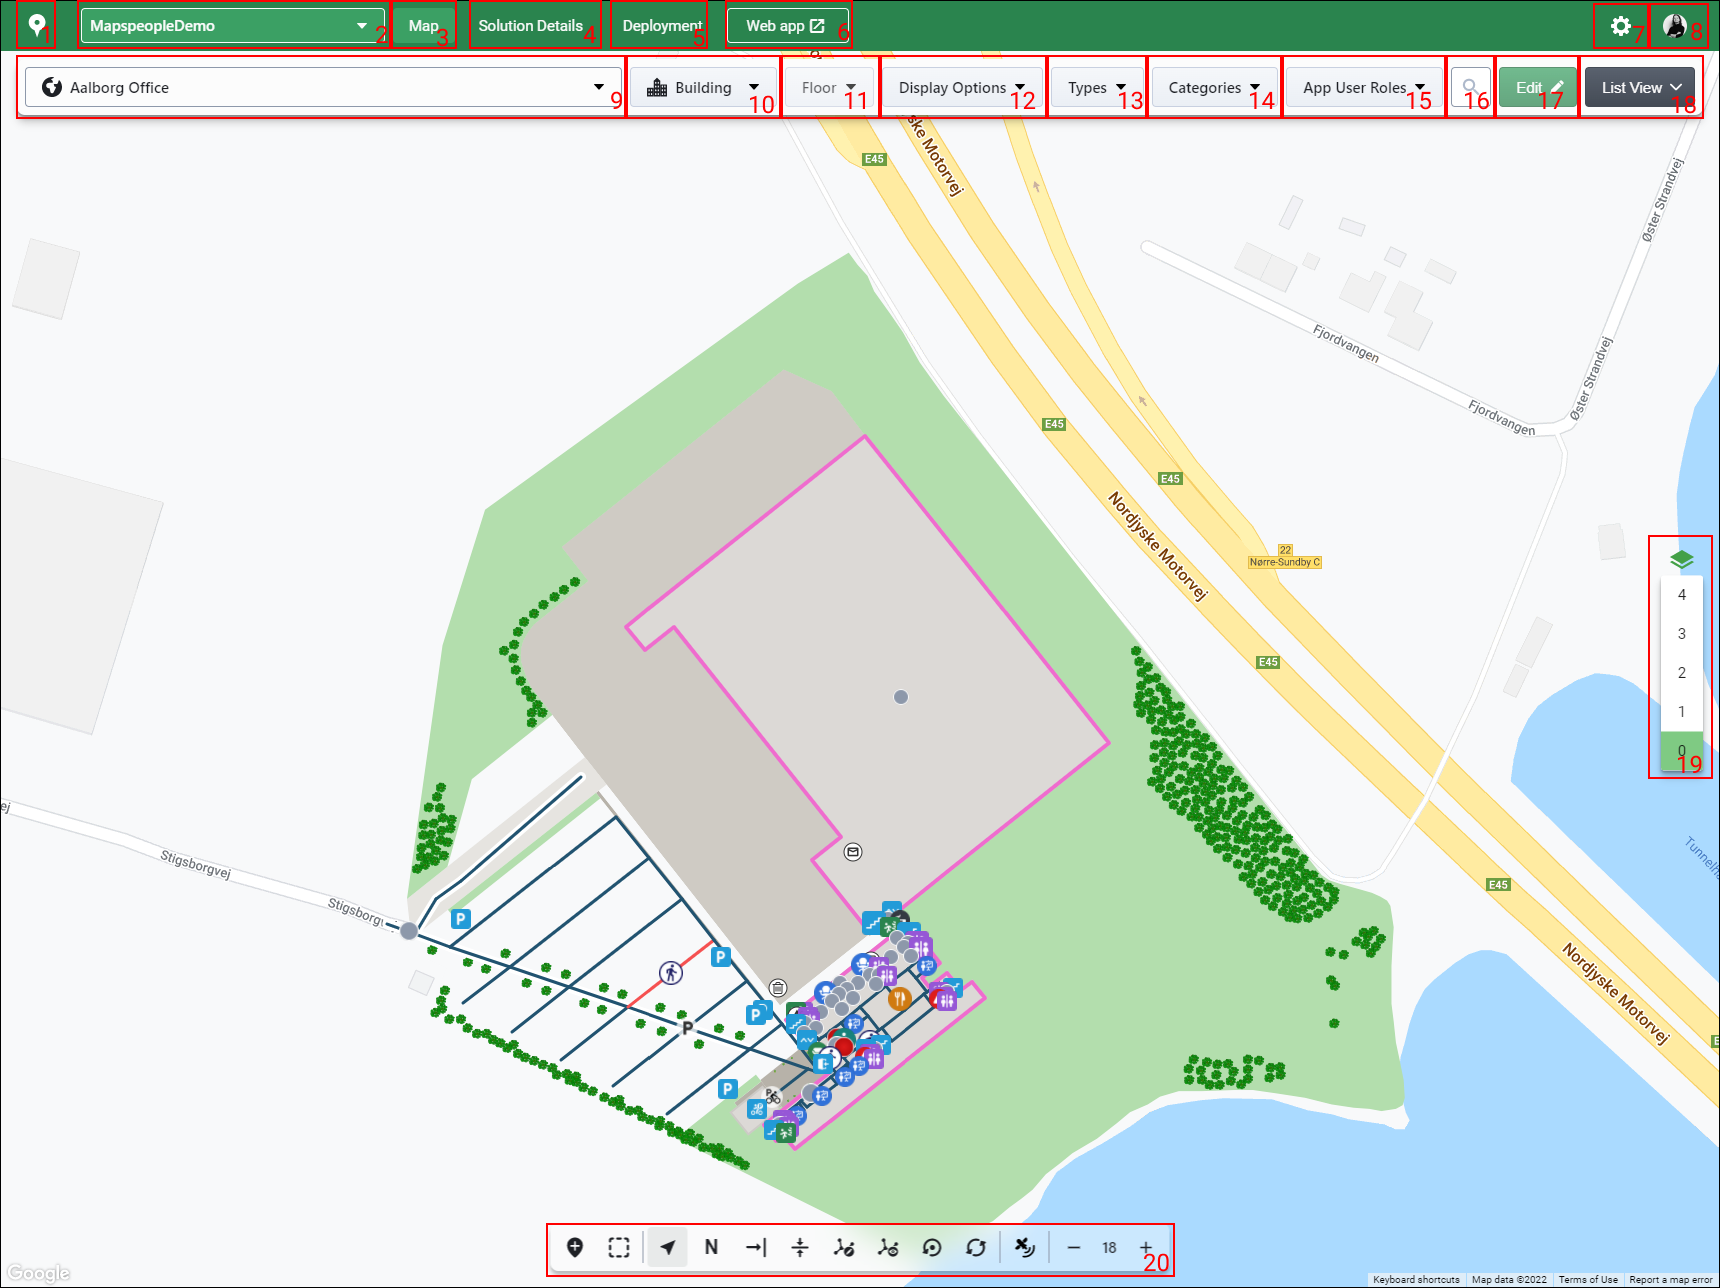 1
MapspeopleDemo 2
Map 3
Solution Details 4
Deployment 5
Web app 6
7
8
Aalborg Office 9
Building 10
Floor 11
Display Options 12
Types 13
Categories 14
App User Roles 15
16
Edit 17
List View 18
E45
Nordjyske Motorvej
Øster Strandvej
Fjordvangen
Fjordvangen
Øster Strandvej
E45
E45
Nordjyske Motorvej
22
Nørre-Sundby C
4
3
2
1
0
19
E45
E45
Stigsborgvej
Stigsborgv
P
P
P
P
P
Nordjyske Motorvej
N
18
20
Google
Keyboard shortcuts
Map data ©2022
Terms of Use
Report a map error